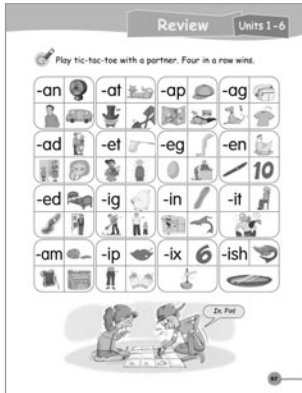 Review
Units 1-6
Play tic-tac-toe with a partner. Four in a row wins.
-an -at -ap -ag
-ad -et -eg -en
10
-ed -ig -in -it
-am -ip -ix 6 -ish
In. Pin!
37